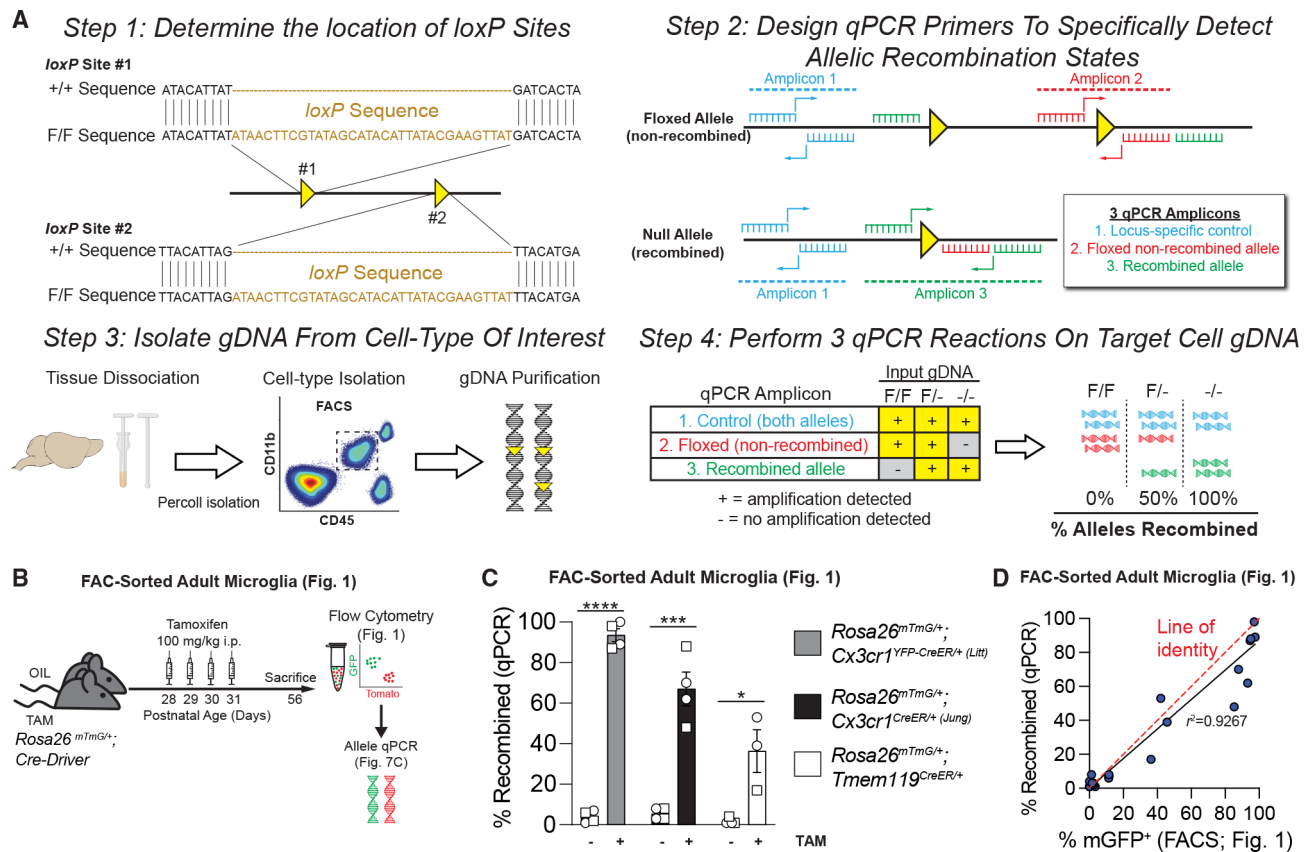 A
Step 1: Determine the location of loxP Sites
loxP Site #1
+/+ Sequence ATACATTAT GATCACTA
loxP Sequence
F/F Sequence ATACATTATATAACTTCGTATAGCATACATTATACGAAGTTATGATCACTA
#1
#2
loxP Site #2
+/+ Sequence TTACATTAG TTACATGA
loxP Sequence
F/F Sequence TTACATTAGATAACTTCGTATAGCATACATTATACGAAGTTATTTACATGA
Step 2: Design qPCR Primers To Specifically Detect
Allelic Recombination States
Amplicon 1 Amplicon 2
Floxed Allele
(non-recombined)
Null Allele
(recombined)
Amplicon 1 Amplicon 3
3 qPCR Amplicons
1. Locus-specific control
2. Floxed non-recombined allele
3. Recombined allele
Step 3: Isolate gDNA From Cell-Type Of Interest
Tissue Dissociation
Percoll isolation
Cell-type Isolation
FACS
CD11b
CD45
gDNA Purification
Step 4: Perform 3 qPCR Reactions On Target Cell gDNA
Input gDNA
qPCR Amplicon F/F F/- -/-
1. Control (both alleles) + + +
2. Floxed (non-recombined) + + -
3. Recombined allele - + +
+ = amplification detected
- = no amplification detected
F/F F/- -/-
0% 50% 100%
% Alleles Recombined
B
FAC-Sorted Adult Microglia (Fig. 1)
Tamoxifen
100 mg/kg i.p.
OIL
TAM
Sacrifice
28 29 30 31 56
Postnatal Age (Days)
Rosa26 mTmG/+;
Cre-Driver
Flow Cytometry
(Fig. 1)
GFP
Tomato
Allele qPCR
(Fig. 7C)
C
FAC-Sorted Adult Microglia (Fig. 1)
% Recombined (qPCR)
100
80
60
40
20
0
**** *** *
- + - + - + TAM
Rosa26mTmG/+;
Cx3cr1YFP-CreER/+ (Litt)
Rosa26mTmG/+;
Cx3cr1CreER/+ (Jung)
Rosa26mTmG/+;
Tmem119CreER/+
D
FAC-Sorted Adult Microglia (Fig. 1)
% Recombined (qPCR)
100
80
60
40
20
0
Line of
identity
r2=0.9267
0 20 40 60 80 100
% mGFP+ (FACS; Fig. 1)